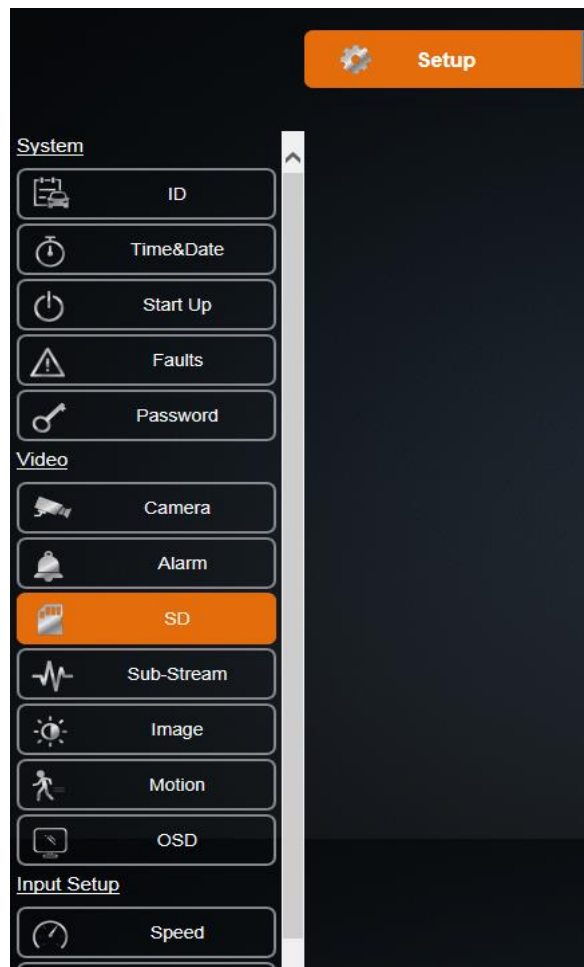 Setup
System
ID
Time&Date
Start Up
Faults
Password
Video
Camera
Alarm
SD
Sub-Stream
Image
Motion
OSD
Input Setup
Speed